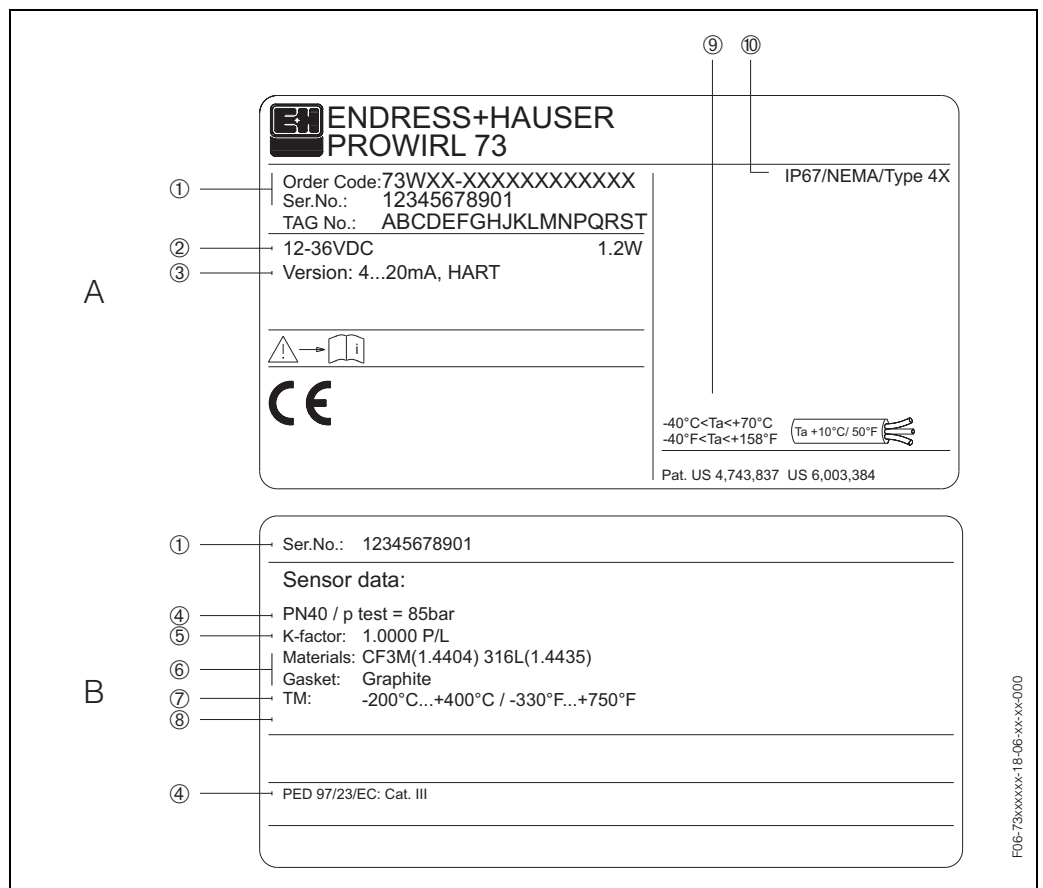 ⑨ ⑩
A
E+H
ENDRESS+HAUSER
PROWIRL 73
IP67/NEMA/Type 4X
① Order Code:73WXX-XXXXXXXXXXXX
Ser.No.: 12345678901
TAG No.: ABCDEFGHJKLMNPQRST
② 12-36VDC 1.2W
③ Version: 4...20mA, HART
i
CE
-40°C<Ta<+70°C
-40°F<Ta<+158°F
Ta +10°C/ 50°F
Pat. US 4,743,837 US 6,003,384
B
① Ser.No.: 12345678901
Sensor data:
④ PN40 / p test = 85bar
⑤ K-factor: 1.0000 P/L
⑥ Materials: CF3M(1.4404) 316L(1.4435)
Gasket: Graphite
⑦ TM: -200°C...+400°C / -330°F...+750°F
⑧
④ PED 97/23/EC: Cat. III
F06-73xxxxxx-18-06-xx-xx-000